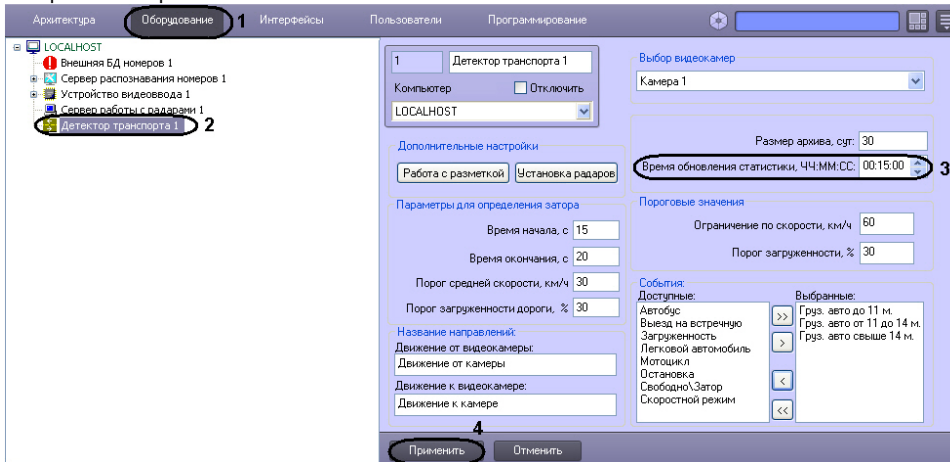 Архитектура Оборудование 1 Интерфейсы Пользователи Программирование
LOCALHOST
Внешняя БД номеров 1
Сервер распознавания номеров 1
Устройство видеоввода 1
Сервер работы с радарами 1
Детектор транспорта 1 2
1 Детектор транспорта 1
Компьютер Отключить
LOCALHOST
Дополнительные настройки
Работа с разметкой Установка радаров
Параметры для определения затора
Время начала, с 15
Время окончания, с 20
Порог средней скорости, км/ч 30
Порог загруженности дороги, % 30
Название направлений:
Движение от видеокамеры:
Движение от камеры
Движение к видеокамере:
Движение к камере
Выбор видеокамер
Камера 1
Размер архива, сут: 30
Время обновления статистики, ЧЧ:ММ:СС: 00:15:00 3
Пороговые значения
Ограничение по скорости, км/ч 60
Порог загруженности, % 30
События:
Доступные: Выбранные:
Автобус
Выезд на встречную
Загруженность
Легковой автомобиль
Мотоцикл
Остановка
Свободно\Затор
Скоростной режим
>>
>
<
<<
Груз. авто до 11 м.
Груз. авто от 11 до 14 м.
Груз. авто свыше 14 м.
4
Применить Отменить